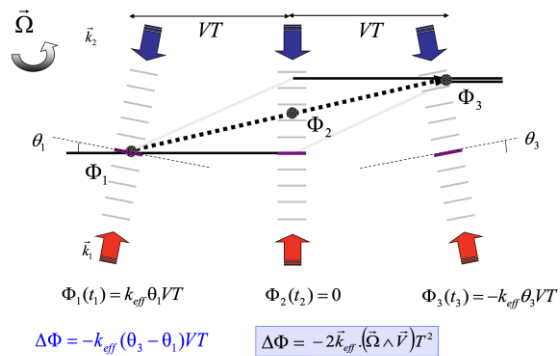 Ω⃗
k⃗₂
VT
VT
θ₁
Φ₁
Φ₂
Φ₃
θ₃
k⃗₁
Φ₁(t₁) = k_eff θ₁VT
Φ₂(t₂) = 0
Φ₃(t₃) = −k_eff θ₃VT
ΔΦ = −k_eff (θ₃ − θ₁)VT
ΔΦ = −2k⃗_eff.(Ω⃗ ∧ V⃗)T²